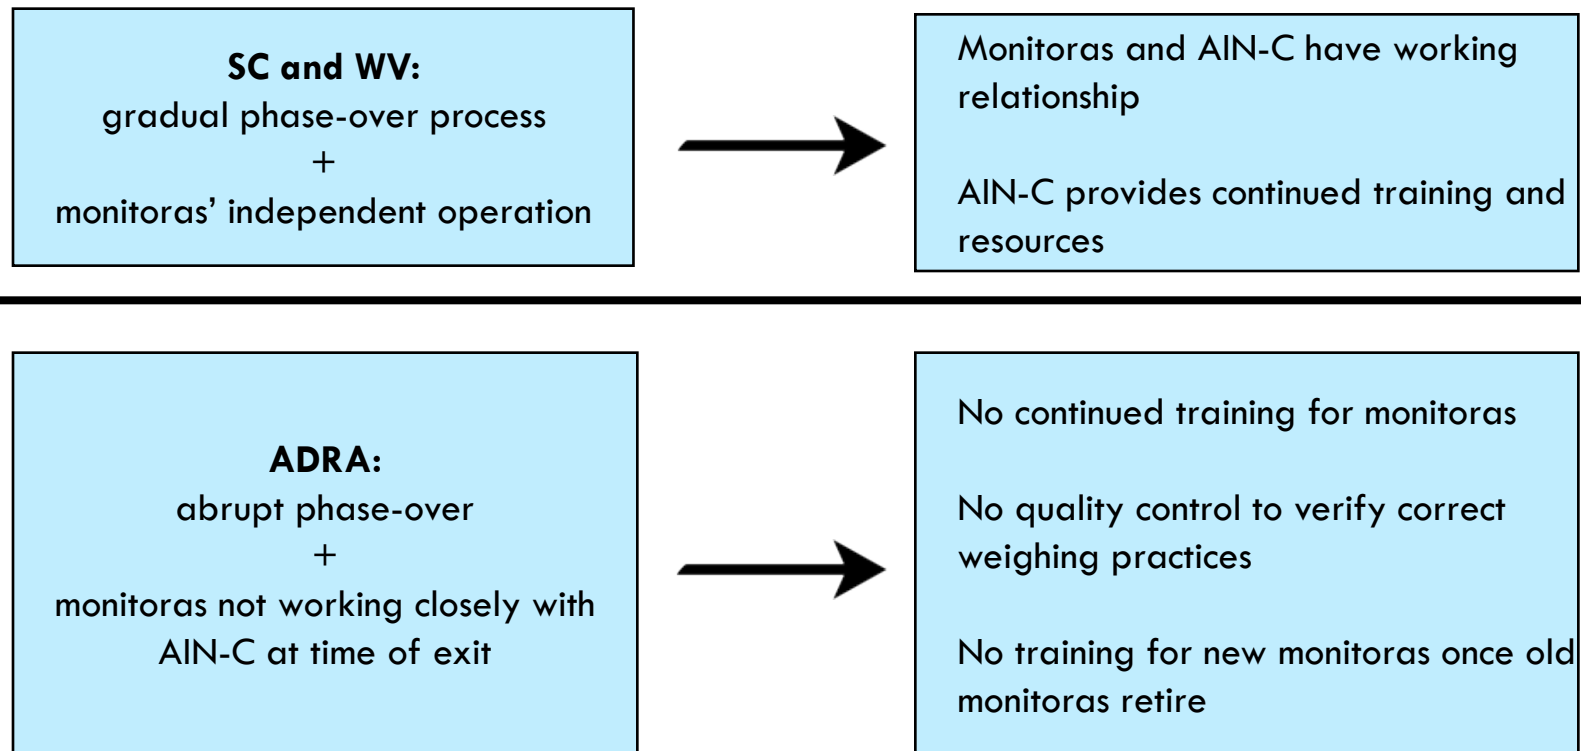 SC and WV:
gradual phase-over process
+
monitoras’ independent operation
Monitoras and AIN-C have working
relationship
AIN-C provides continued training and
resources
ADRA:
abrupt phase-over
+
monitoras not working closely with
AIN-C at time of exit
No continued training for monitoras
No quality control to verify correct
weighing practices
No training for new monitoras once old
monitoras retire